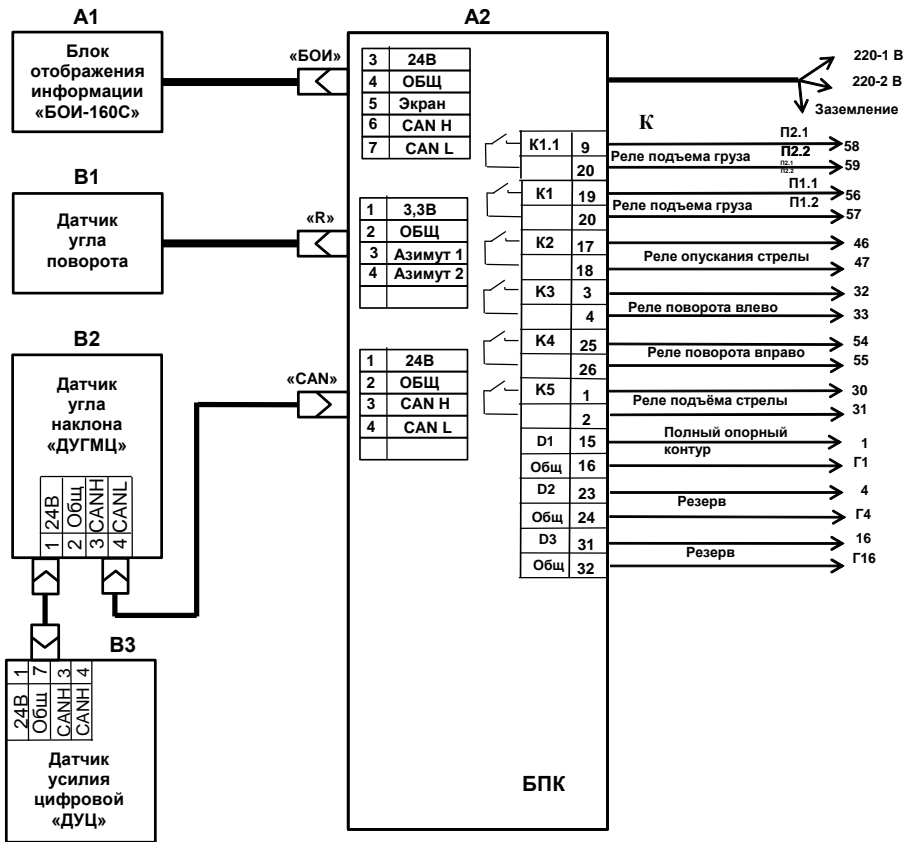 А1
Блок
отображения
информации
«БОИ-160С»
«БОИ»
В1
Датчик
угла
поворота
«R»
В2
Датчик
угла
наклона
«ДУГМЦ»
1 24В
2 Общ
3 CANH
4 CANL
«CAN»
В3
24В 1
Общ 7
CANH 3
CANH 4
Датчик
усилия
цифровой
«ДУЦ»
А2
3 24В
4 ОБЩ
5 Экран
6 CAN H
7 CAN L
1 3,3В
2 ОБЩ
3 Азимут 1
4 Азимут 2
1 24В
2 ОБЩ
3 CAN H
4 CAN L
БПК
220-1 В
220-2 В
Заземление
К
К1.1 9 П2.1 58
Реле подъема груза П2.2
П2.1
П2.2
20 59
К1 19 П1.1 56
Реле подъема груза П1.2
20 57
К2 17 46
Реле опускания стрелы
18 47
К3 3 32
Реле поворота влево
4 33
К4 25 54
Реле поворота вправо
26 55
К5 1 30
Реле подъёма стрелы
2 31
D1 15 Полный опорный 1
контур
Общ 16 Г1
D2 23 4
Резерв
Общ 24 Г4
D3 31 16
Резерв
Общ 32 Г16